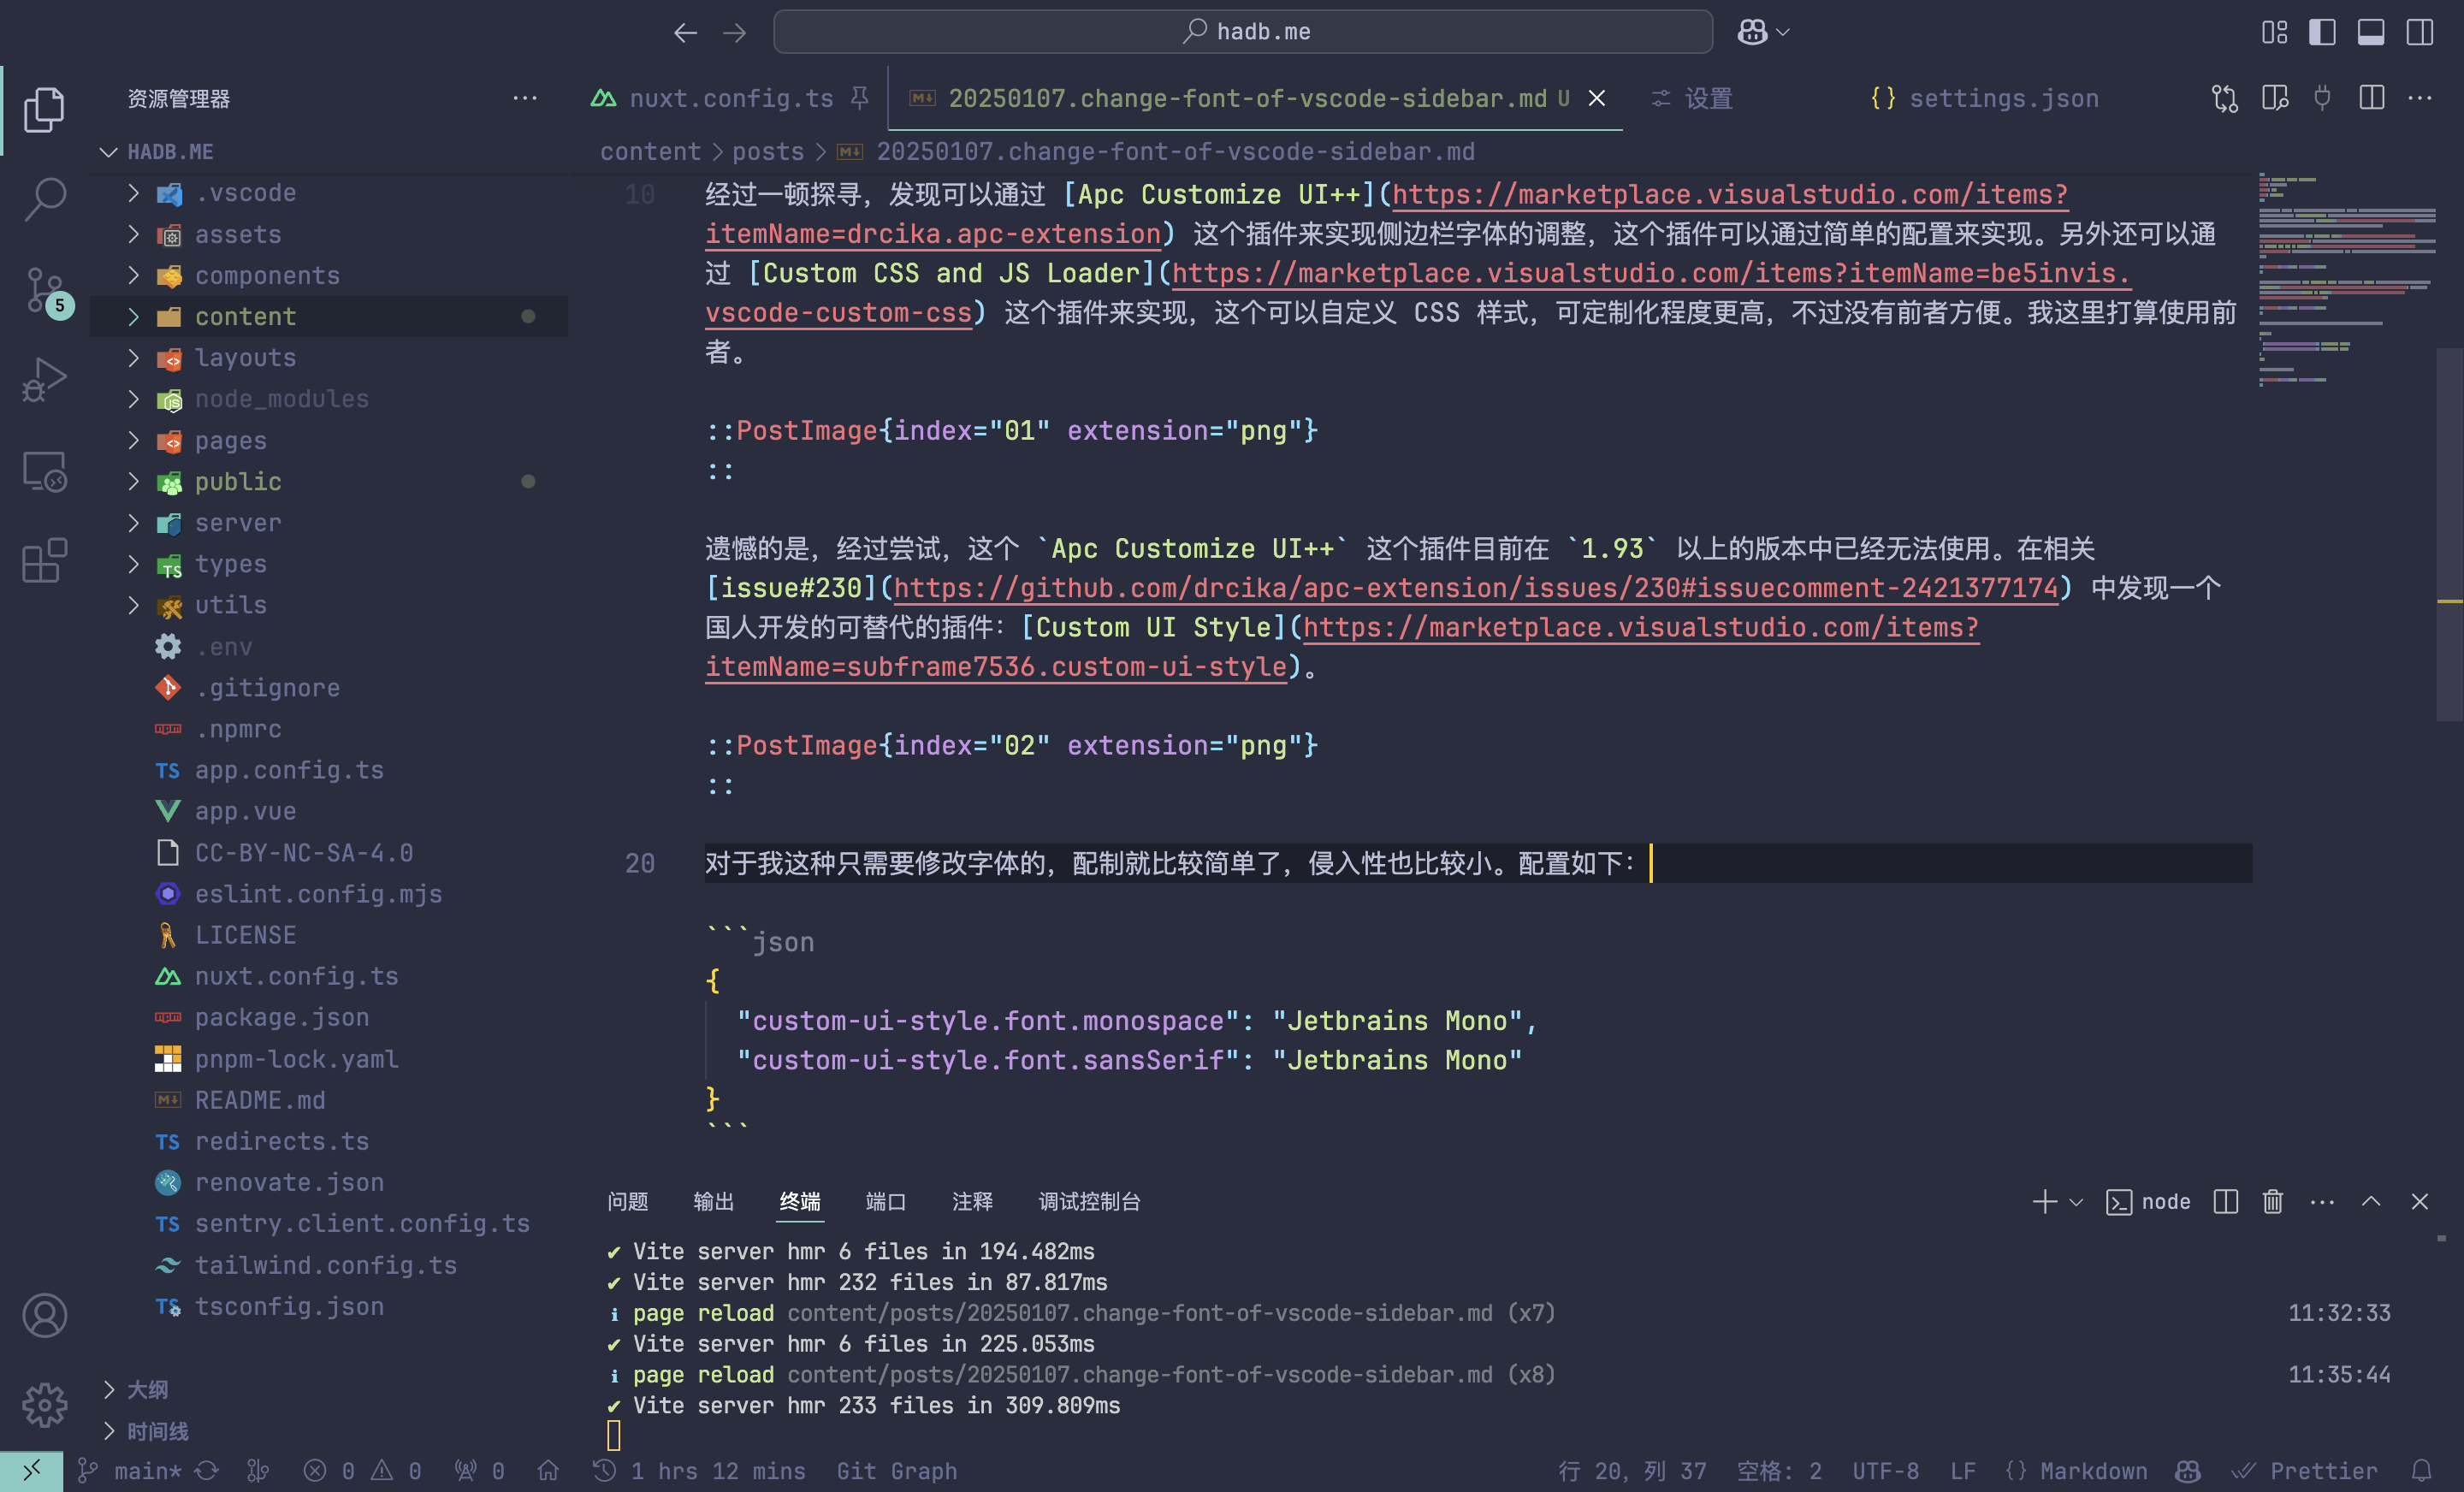 hadb.me
资源管理器
nuxt.config.ts
20250107.change-font-of-vscode-sidebar.md U
设置
settings.json
HADB.ME
content > posts > 20250107.change-font-of-vscode-sidebar.md
.vscode
assets
components
content
layouts
node_modules
pages
public
server
types
utils
.env
.gitignore
.npmrc
app.config.ts
app.vue
CC-BY-NC-SA-4.0
eslint.config.mjs
LICENSE
nuxt.config.ts
package.json
pnpm-lock.yaml
README.md
redirects.ts
renovate.json
sentry.client.config.ts
tailwind.config.ts
tsconfig.json
大纲
时间线
5
10 经过一顿探寻，发现可以通过 [Apc Customize UI++](https://marketplace.visualstudio.com/items?
itemName=drcika.apc-extension) 这个插件来实现侧边栏字体的调整，这个插件可以通过简单的配置来实现。另外还可以通
过 [Custom CSS and JS Loader](https://marketplace.visualstudio.com/items?itemName=be5invis.
vscode-custom-css) 这个插件来实现，这个可以自定义 CSS 样式，可定制化程度更高，不过没有前者方便。我这里打算使用前
者。
::PostImage{index="01" extension="png"}
::
遗憾的是，经过尝试，这个 `Apc Customize UI++` 这个插件目前在 `1.93` 以上的版本中已经无法使用。在相关
[issue#230](https://github.com/drcika/apc-extension/issues/230#issuecomment-2421377174) 中发现一个
国人开发的可替代的插件：[Custom UI Style](https://marketplace.visualstudio.com/items?
itemName=subframe7536.custom-ui-style)。
::PostImage{index="02" extension="png"}
::
20 对于我这种只需要修改字体的，配制就比较简单了，侵入性也比较小。配置如下：
```json
{
"custom-ui-style.font.monospace": "Jetbrains Mono",
"custom-ui-style.font.sansSerif": "Jetbrains Mono"
}
```
问题 输出 终端 端口 注释 调试控制台
node
✔ Vite server hmr 6 files in 194.482ms
✔ Vite server hmr 232 files in 87.817ms
ℹ page reload content/posts/20250107.change-font-of-vscode-sidebar.md (x7) 11:32:33
✔ Vite server hmr 6 files in 225.053ms
ℹ page reload content/posts/20250107.change-font-of-vscode-sidebar.md (x8) 11:35:44
✔ Vite server hmr 233 files in 309.809ms
main* 0 0 0 1 hrs 12 mins Git Graph 行 20, 列 37 空格: 2 UTF-8 LF {} Markdown Prettier